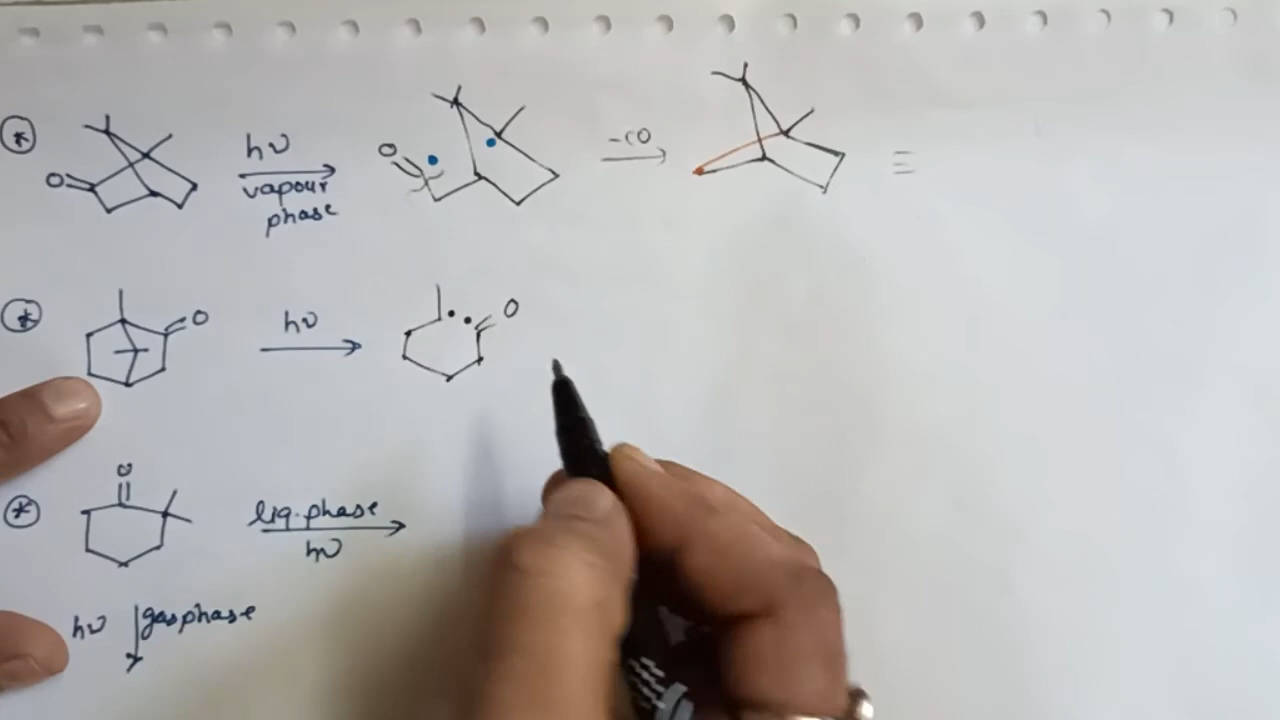 * O hν vapour phase O -CO ≡
* O hν O
* O liq. phase hν
hν gas phase